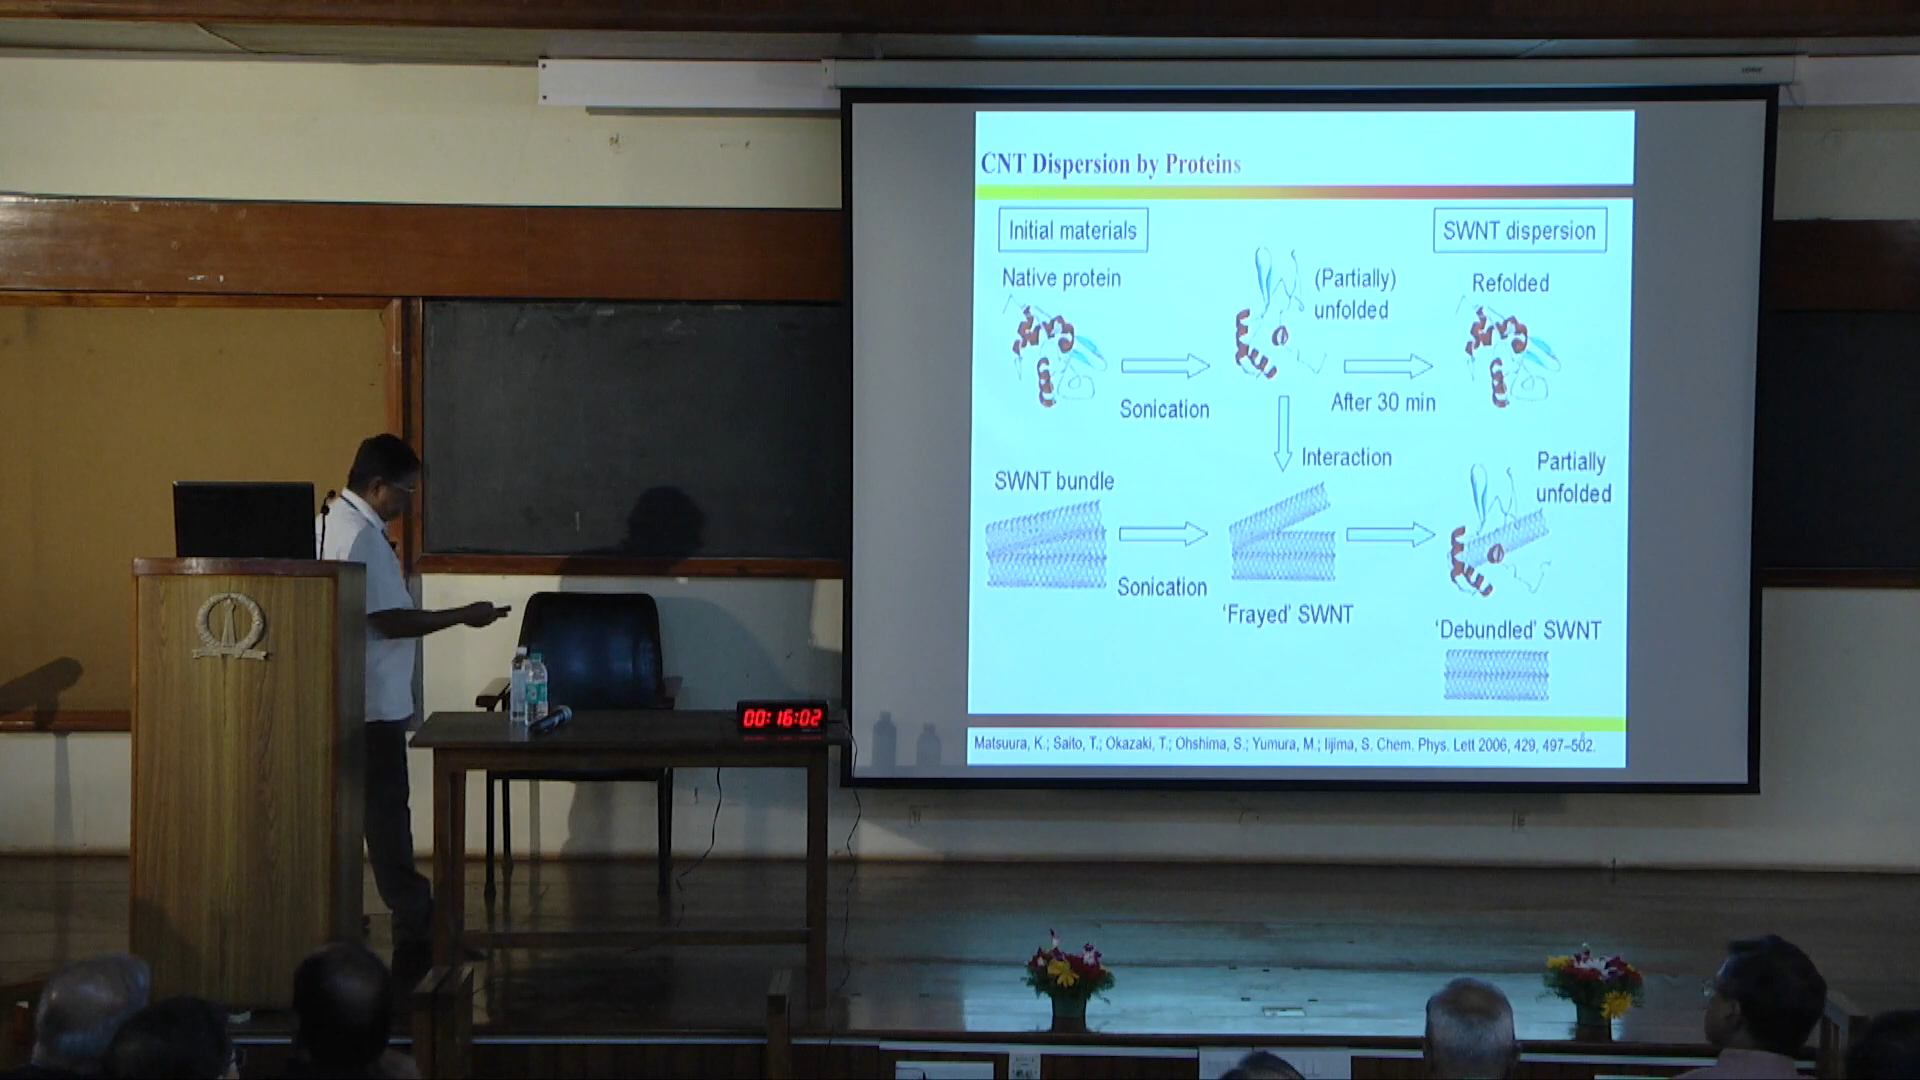 CNT Dispersion by Proteins
Initial materials
SWNT dispersion
Native protein
(Partially)
unfolded
Refolded
Sonication
After 30 min
Interaction
SWNT bundle
Partially
unfolded
Sonication
'Frayed' SWNT
'Debundled' SWNT
Matsuura, K.; Saito, T.; Okazaki, T.; Ohshima, S.; Yumura, M.; Iijima, S. Chem. Phys. Lett 2006, 429, 497–502.
00:16:02